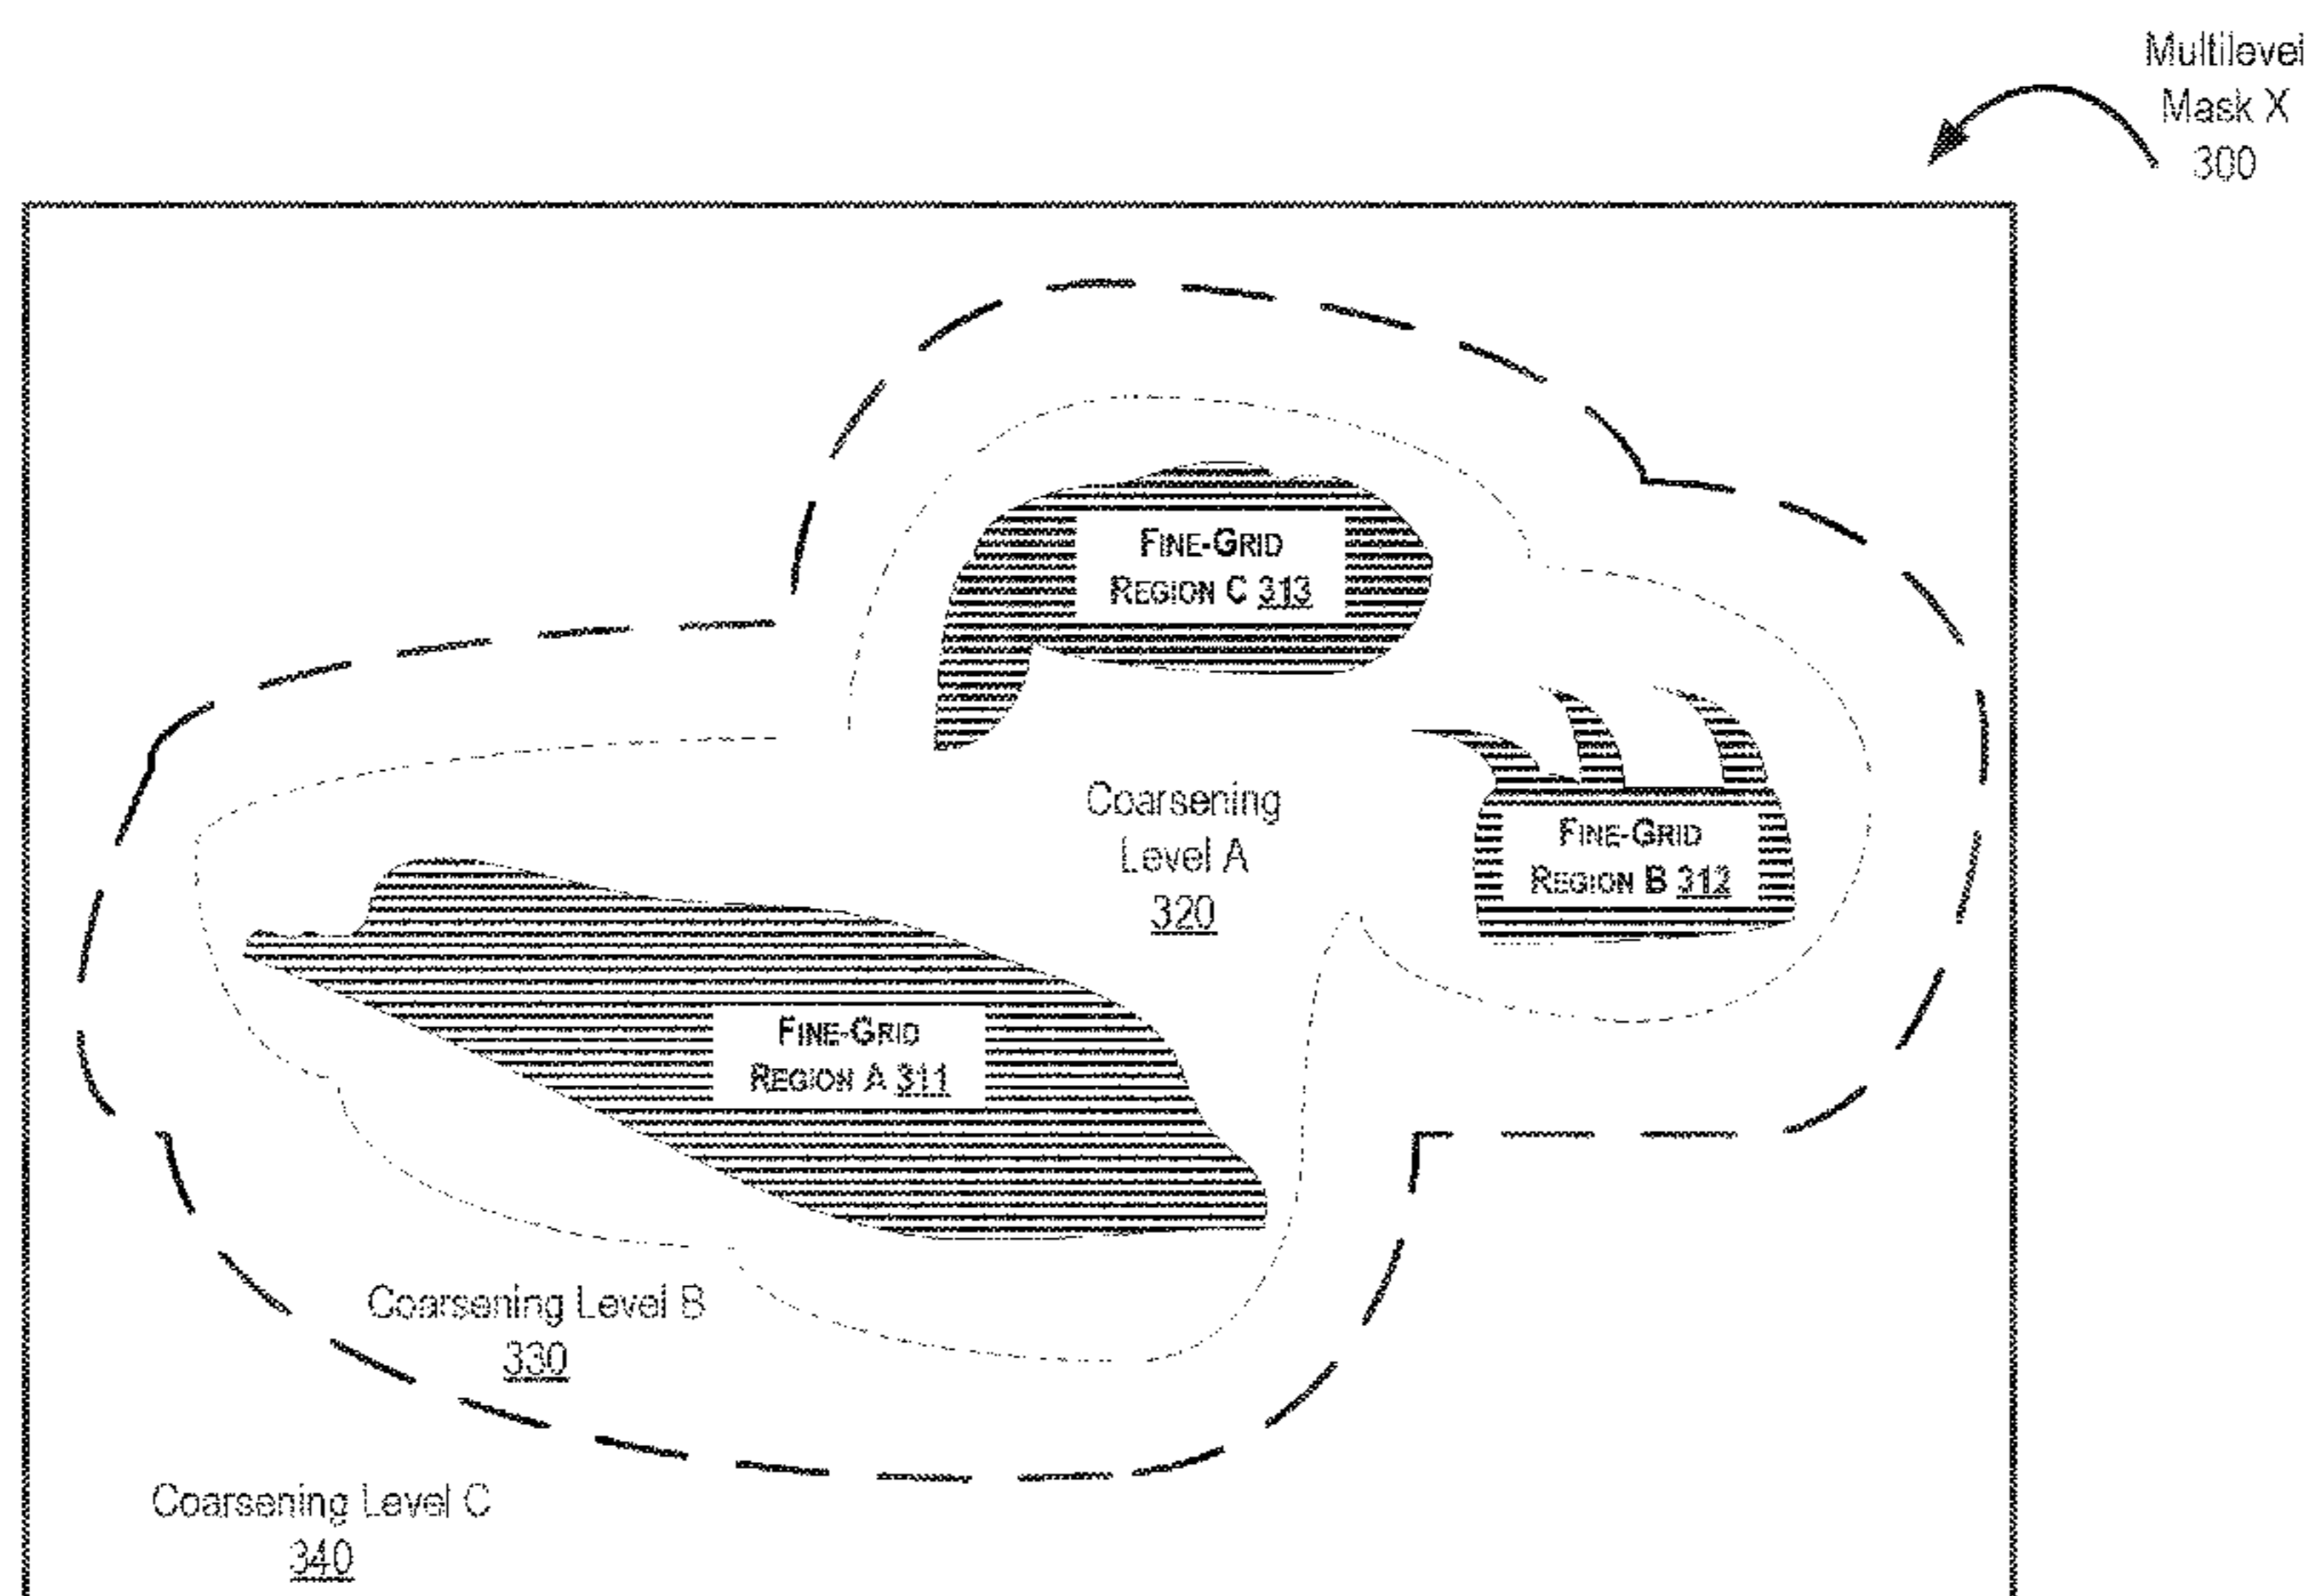 Multilevel
Mask X
300
FINE-GRID
REGION C 313
Coarsening
Level A
320
FINE-GRID
REGION B 312
FINE-GRID
REGION A 311
Coarsening Level B
330
Coarsening Level C
340